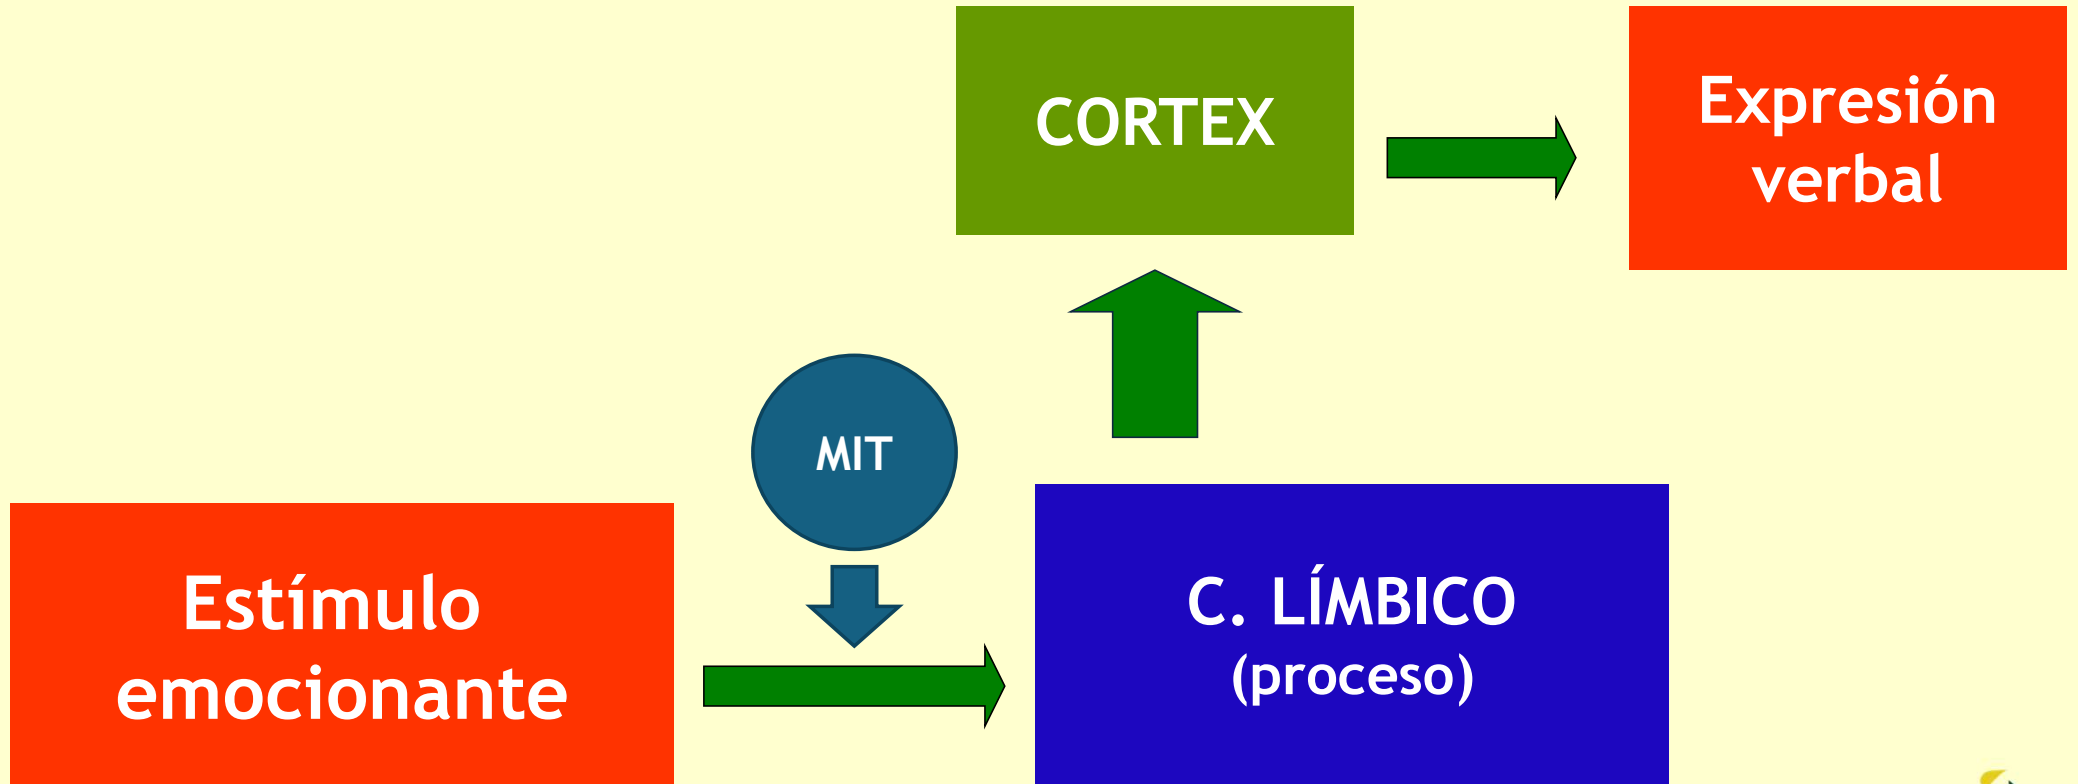 CORTEX
Expresión
verbal
MIT
Estímulo
emocionante
C. LÍMBICO
(proceso)